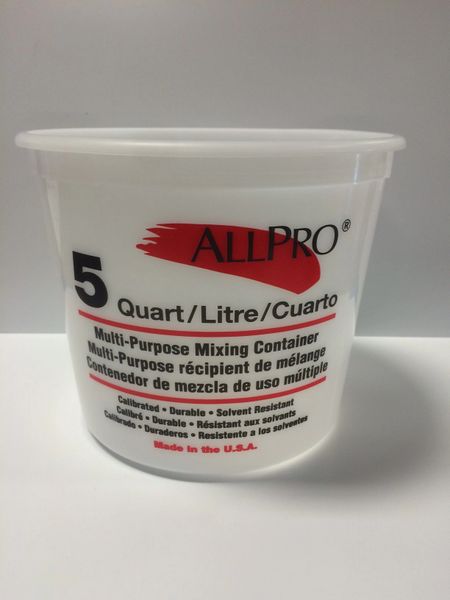 ALLPRO®
5
Quart/Litre/Cuarto
Multi-Purpose Mixing Container
Multi-Purpose récipient de mélange
Contenedor de mezcla de uso múltiple
Calibrated • Durable • Solvent Resistant
Calibré • Durable • Résistant aux solvants
Calibrado • Duraderos • Resistente a los solventes
Made in the U.S.A.